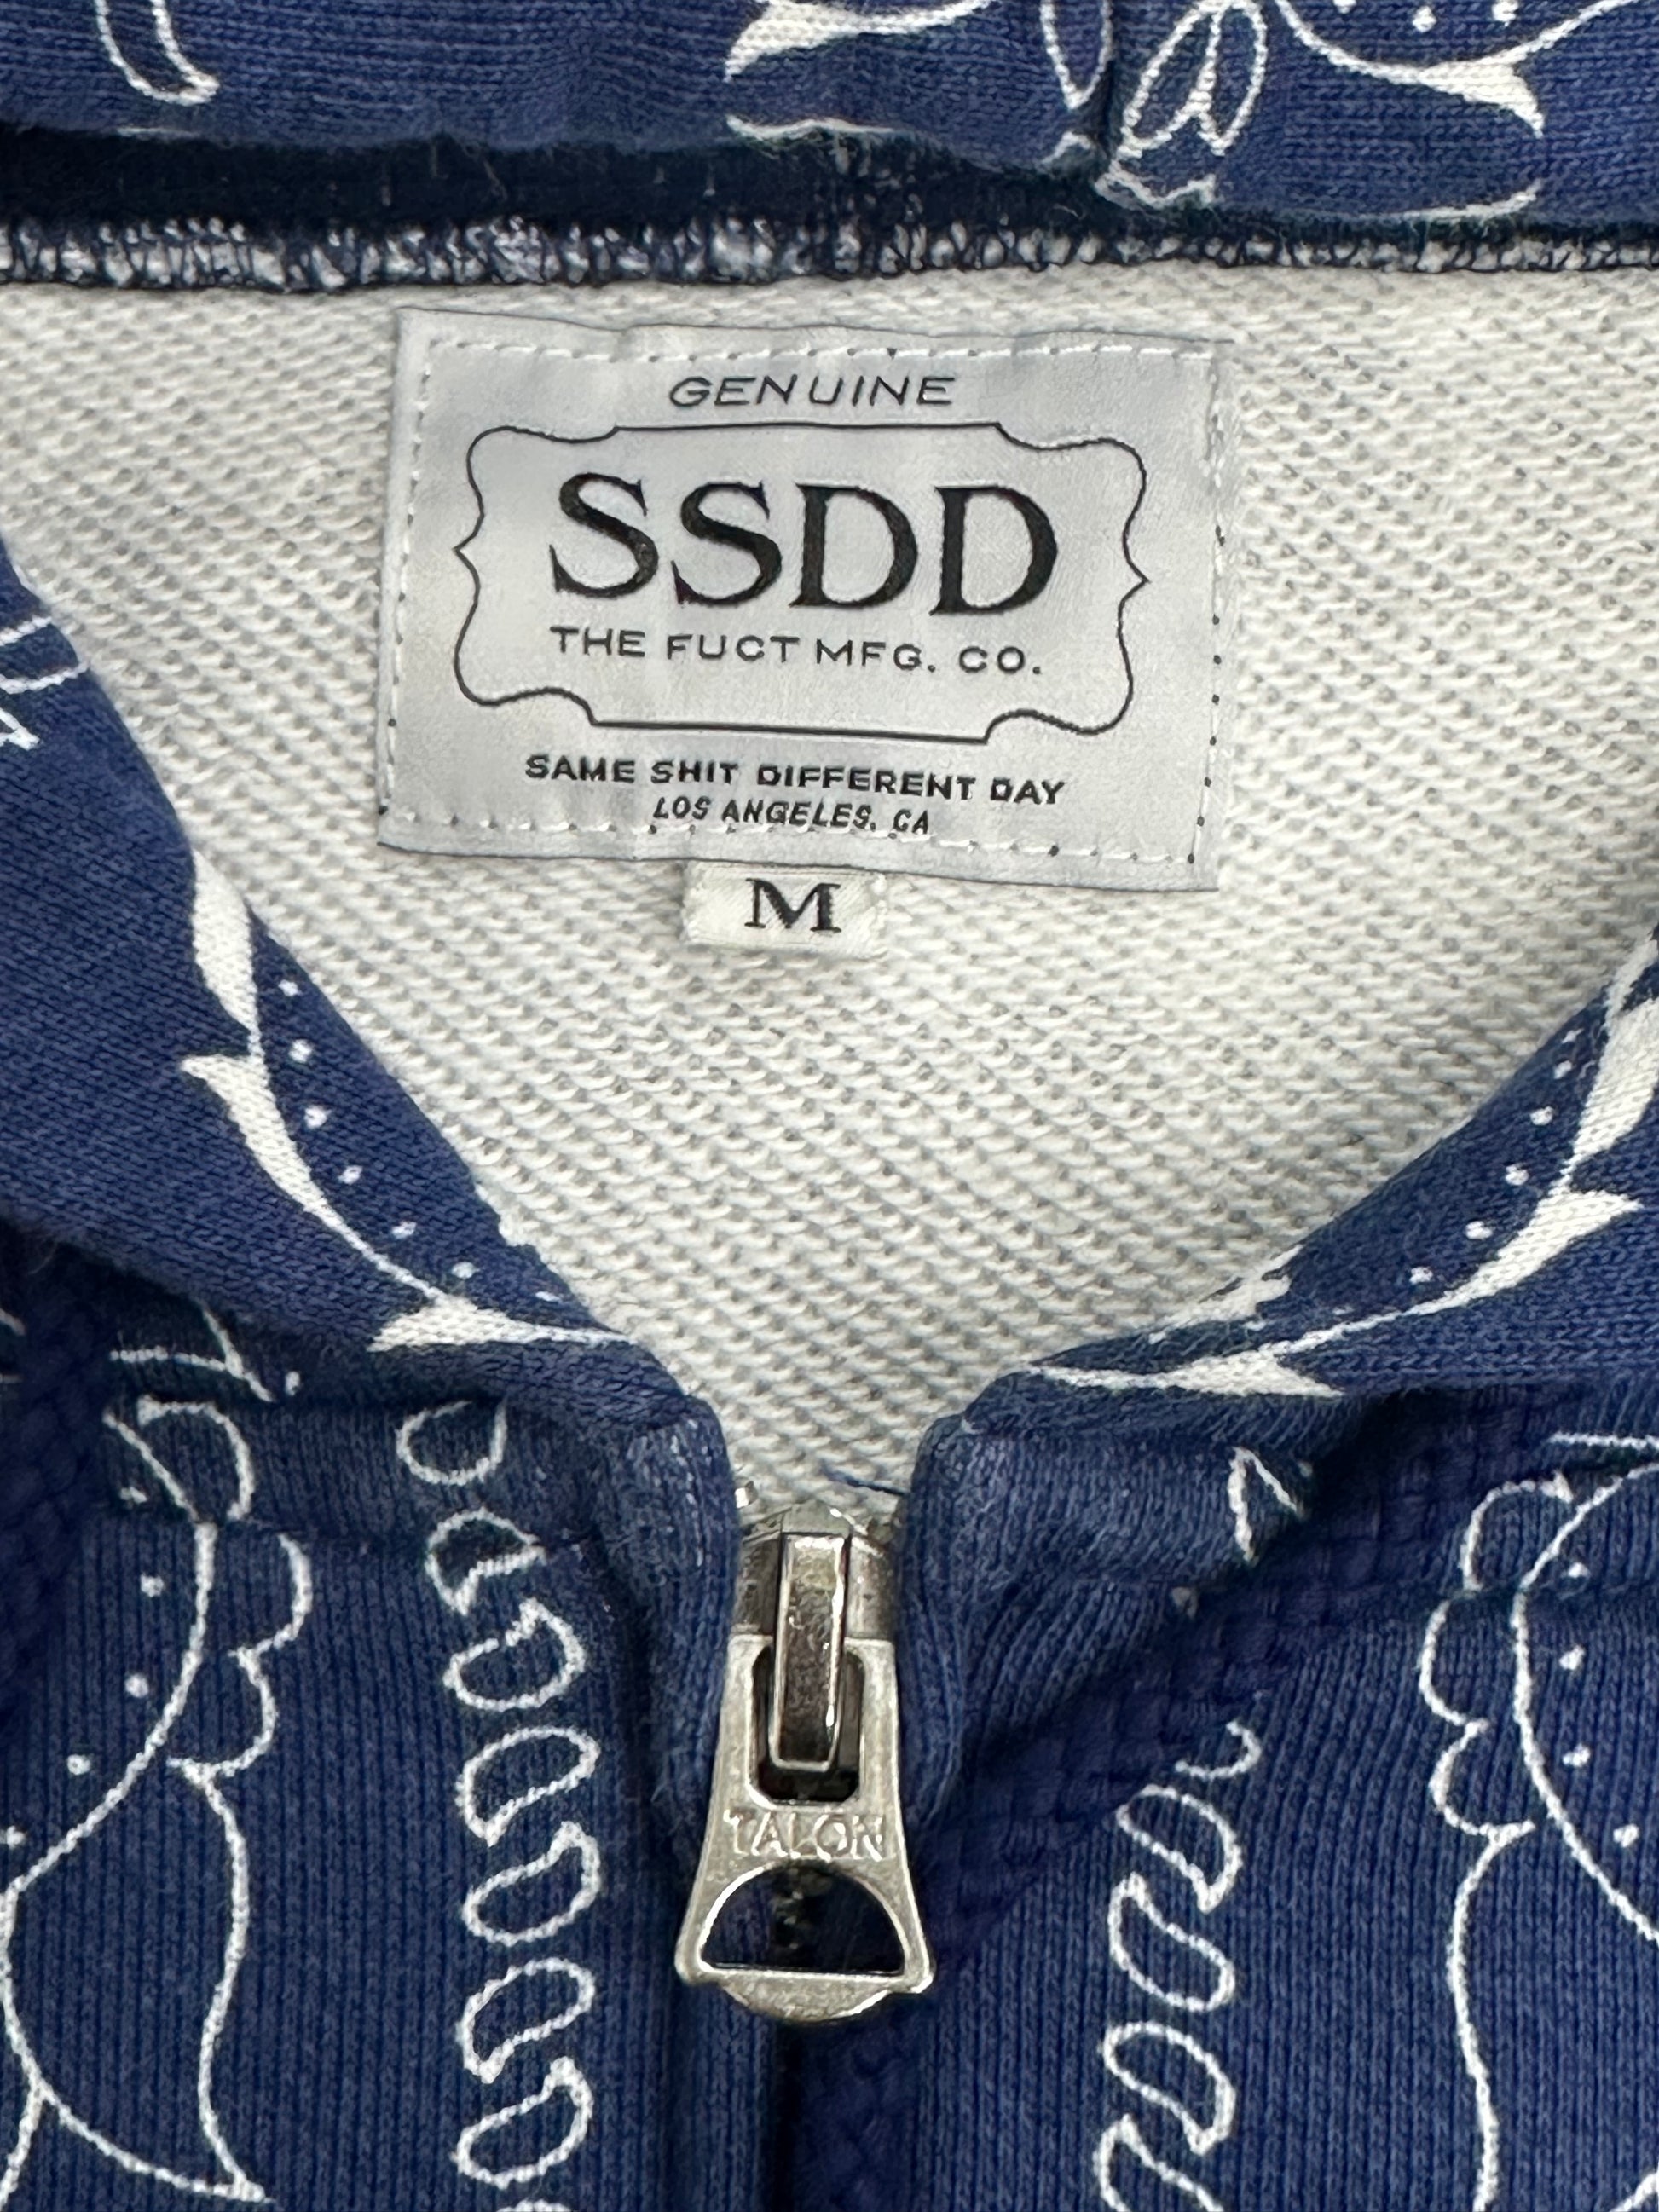 GENUINE
SSDD
THE FUCT MFG. CO.
SAME SHIT DIFFERENT DAY
LOS ANGELES, CA
M
TALON